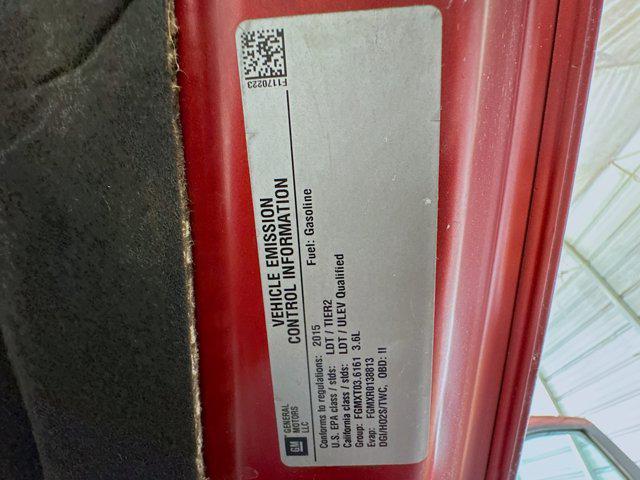 GM
GENERAL
MOTORS
LLC
VEHICLE EMISSION
CONTROL INFORMATION
F1170223
Conforms to regulations: 2015 Fuel: Gasoline
U.S. EPA class / stds: LDT / TIER2
California class / stds: LDT / ULEV Qualified
Group: FGMXT03.6161 3.6L
Evap: FGMXR0138813
DGI/HO2S/TWC, OBD: II